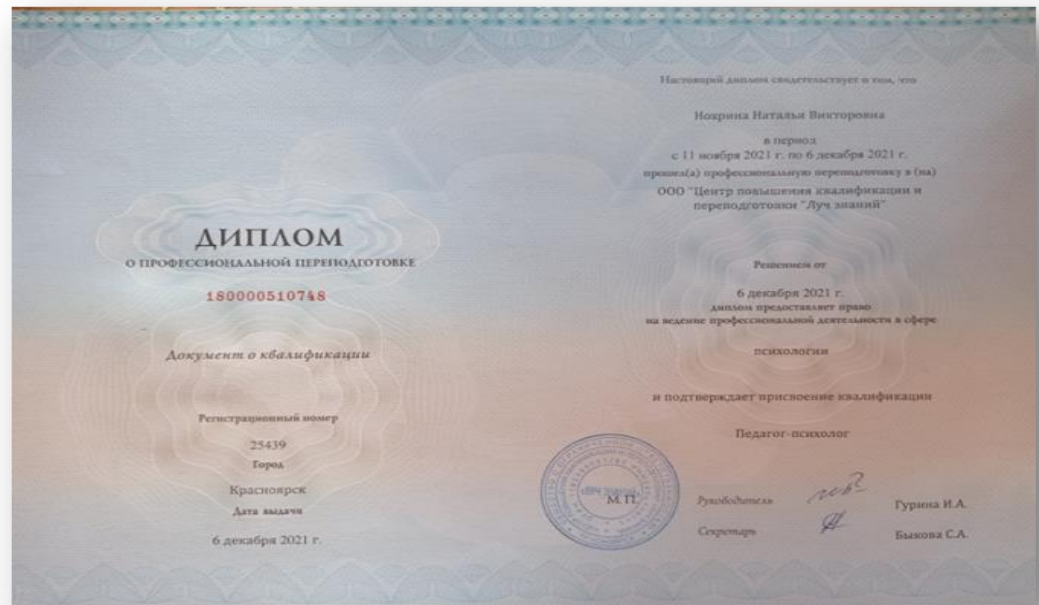 ДИПЛОМ
О ПРОФЕССИОНАЛЬНОЙ ПЕРЕПОДГОТОВКЕ
180000510748
Документ о квалификации
Регистрационный номер
25439
Город
Красноярск
Дата выдачи
6 декабря 2021 г.
Настоящий диплом свидетельствует о том, что
Нохрина Наталья Викторовна
в период
с 11 ноября 2021 г. по 6 декабря 2021 г.
прошел(а) профессиональную переподготовку в (на)
ООО "Центр повышения квалификации и
переподготовки "Луч знаний"
Решением от
6 декабря 2021 г.
диплом предоставляет право
на ведение профессиональной деятельности в сфере
психологии
и подтверждает присвоение квалификации
Педагог-психолог
М.П.
Руководитель
Гурина И.А.
Секретарь
Быкова С.А.